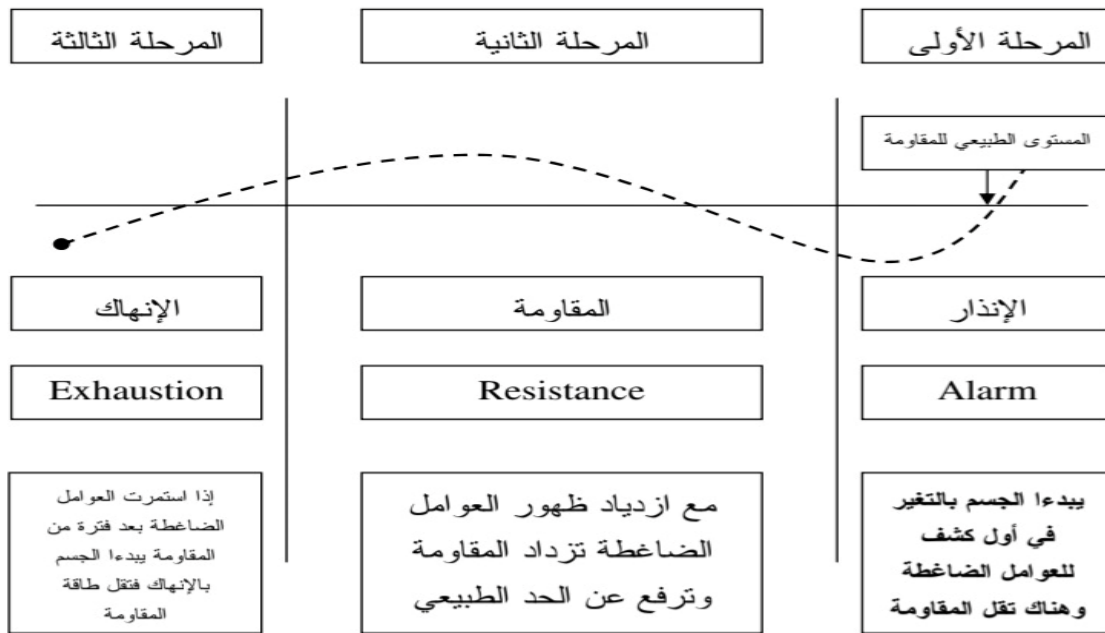 المرحلة الأولى
المرحلة الثانية
المرحلة الثالثة
المستوى الطبيعي للمقاومة
الإنذار
المقاومة
الإنهاك
Alarm
Resistance
Exhaustion
يبدءا الجسم بالتغير
في أول كشف
للعوامل الضاغطة
وهناك تقل المقاومة
مع ازدياد ظهور العوامل
الضاغطة تزداد المقاومة
وترفع عن الحد الطبيعي
إذا استمرت العوامل
الضاغطة بعد فترة من
المقاومة يبدءا الجسم
بالإنهاك فتقل طاقة
المقاومة